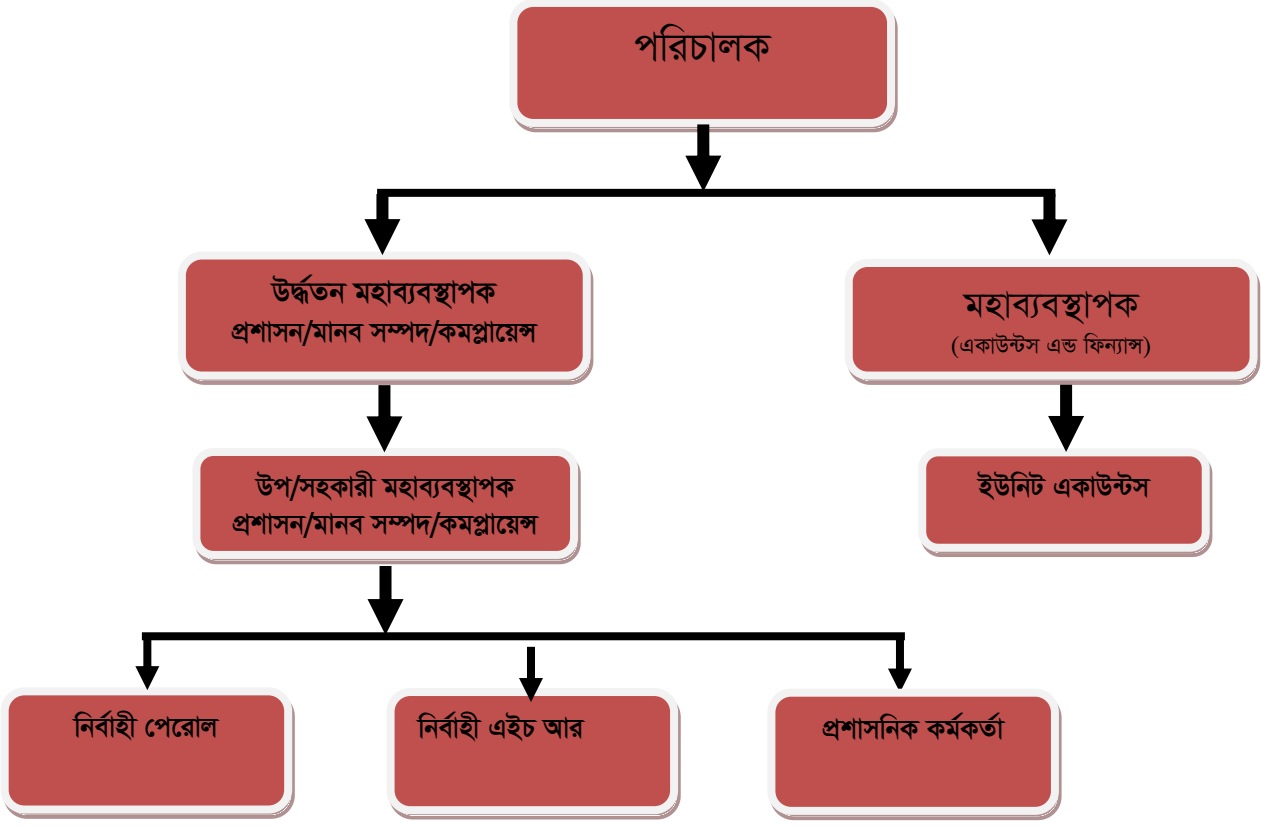 পরিচালক
উর্দ্ধতন মহাব্যবস্থাপক
প্রশাসন/মানব সম্পদ/কমপ্লায়েন্স
মহাব্যবস্থাপক
(একাউন্টস এন্ড ফিন্যান্স)
উপ/সহকারী মহাব্যবস্থাপক
প্রশাসন/মানব সম্পদ/কমপ্লায়েন্স
ইউনিট একাউন্টস
নির্বাহী পেরোল
নির্বাহী এইচ আর
প্রশাসনিক কর্মকর্তা